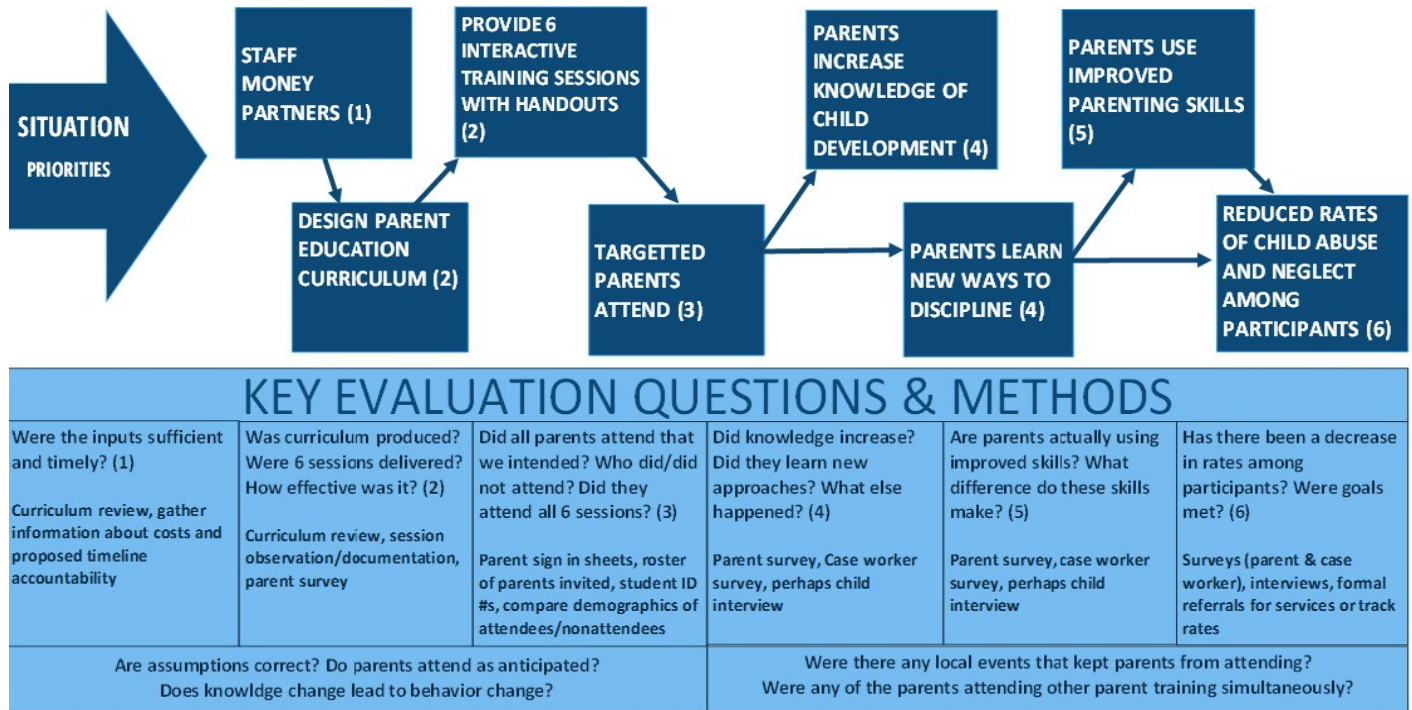 SITUATION
PRIORITIES
STAFF
MONEY
PARTNERS (1)
DESIGN PARENT
EDUCATION
CURRICULUM (2)
PROVIDE 6
INTERACTIVE
TRAINING SESSIONS
WITH HANDOUTS
(2)
TARGETTED
PARENTS
ATTEND (3)
PARENTS
INCREASE
KNOWLEDGE OF
CHILD
DEVELOPMENT (4)
PARENTS LEARN
NEW WAYS TO
DISCIPLINE (4)
PARENTS USE
IMPROVED
PARENTING SKILLS
(5)
REDUCED RATES
OF CHILD ABUSE
AND NEGLECT
AMONG
PARTICIPANTS (6)
KEY EVALUATION QUESTIONS & METHODS
Were the inputs sufficient
and timely? (1)
Curriculum review, gather
information about costs and
proposed timeline
accountability
Was curriculum produced?
Were 6 sessions delivered?
How effective was it? (2)
Curriculum review, session
observation/documentation,
parent survey
Did all parents attend that
we intended? Who did/did
not attend? Did they
attend all 6 sessions? (3)
Parent sign in sheets, roster
of parents invited, student ID
#s, compare demographics of
attendees/nonattendees
Did knowledge increase?
Did they learn new
approaches? What else
happened? (4)
Parent survey, Case worker
survey, perhaps child
interview
Are parents actually using
improved skills? What
difference do these skills
make? (5)
Parent survey, case worker
survey, perhaps child
interview
Has there been a decrease
in rates among
participants? Were goals
met? (6)
Surveys (parent & case
worker), interviews, formal
referrals for services or track
rates
Are assumptions correct? Do parents attend as anticipated?
Does knowldge change lead to behavior change?
Were there any local events that kept parents from attending?
Were any of the parents attending other parent training simultaneously?